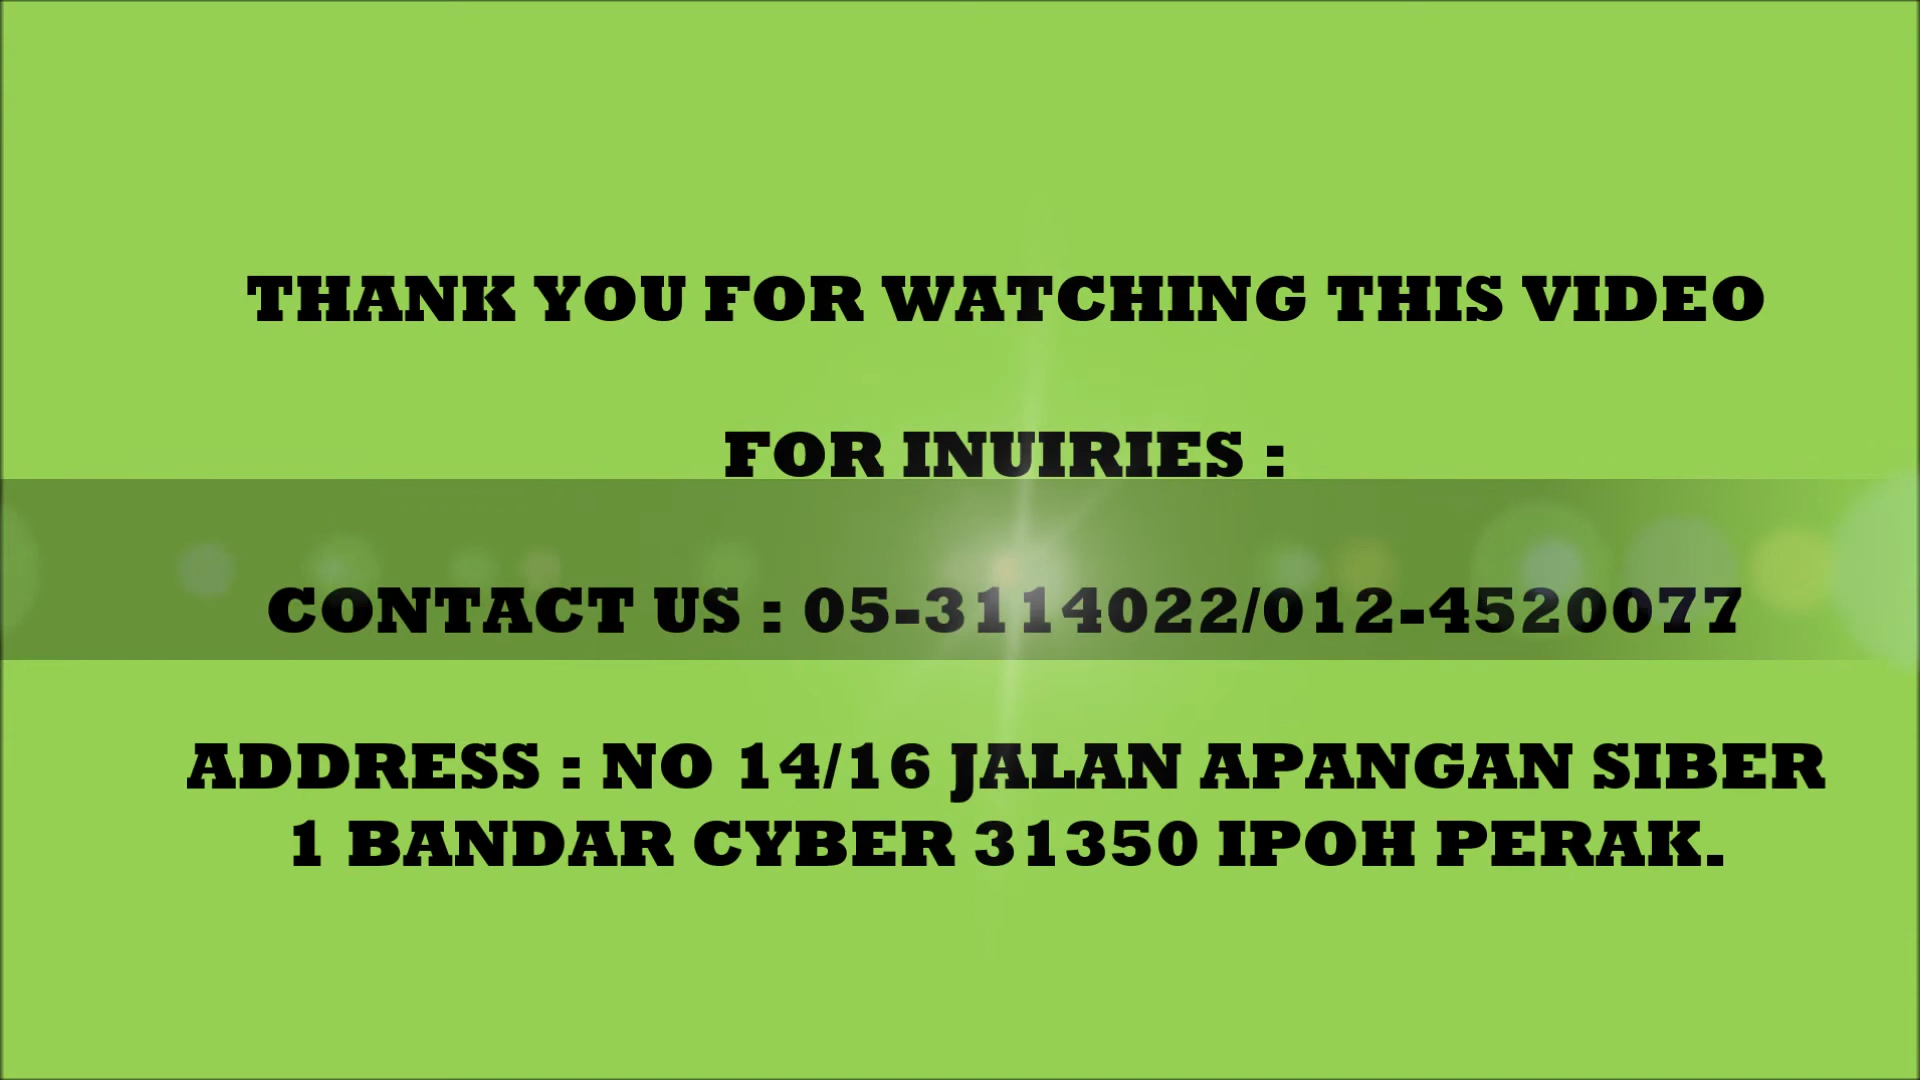 THANK YOU FOR WATCHING THIS VIDEO
FOR INUIRIES :
CONTACT US : 05-3114022/012-4520077
ADDRESS : NO 14/16 JALAN APANGAN SIBER
1 BANDAR CYBER 31350 IPOH PERAK.